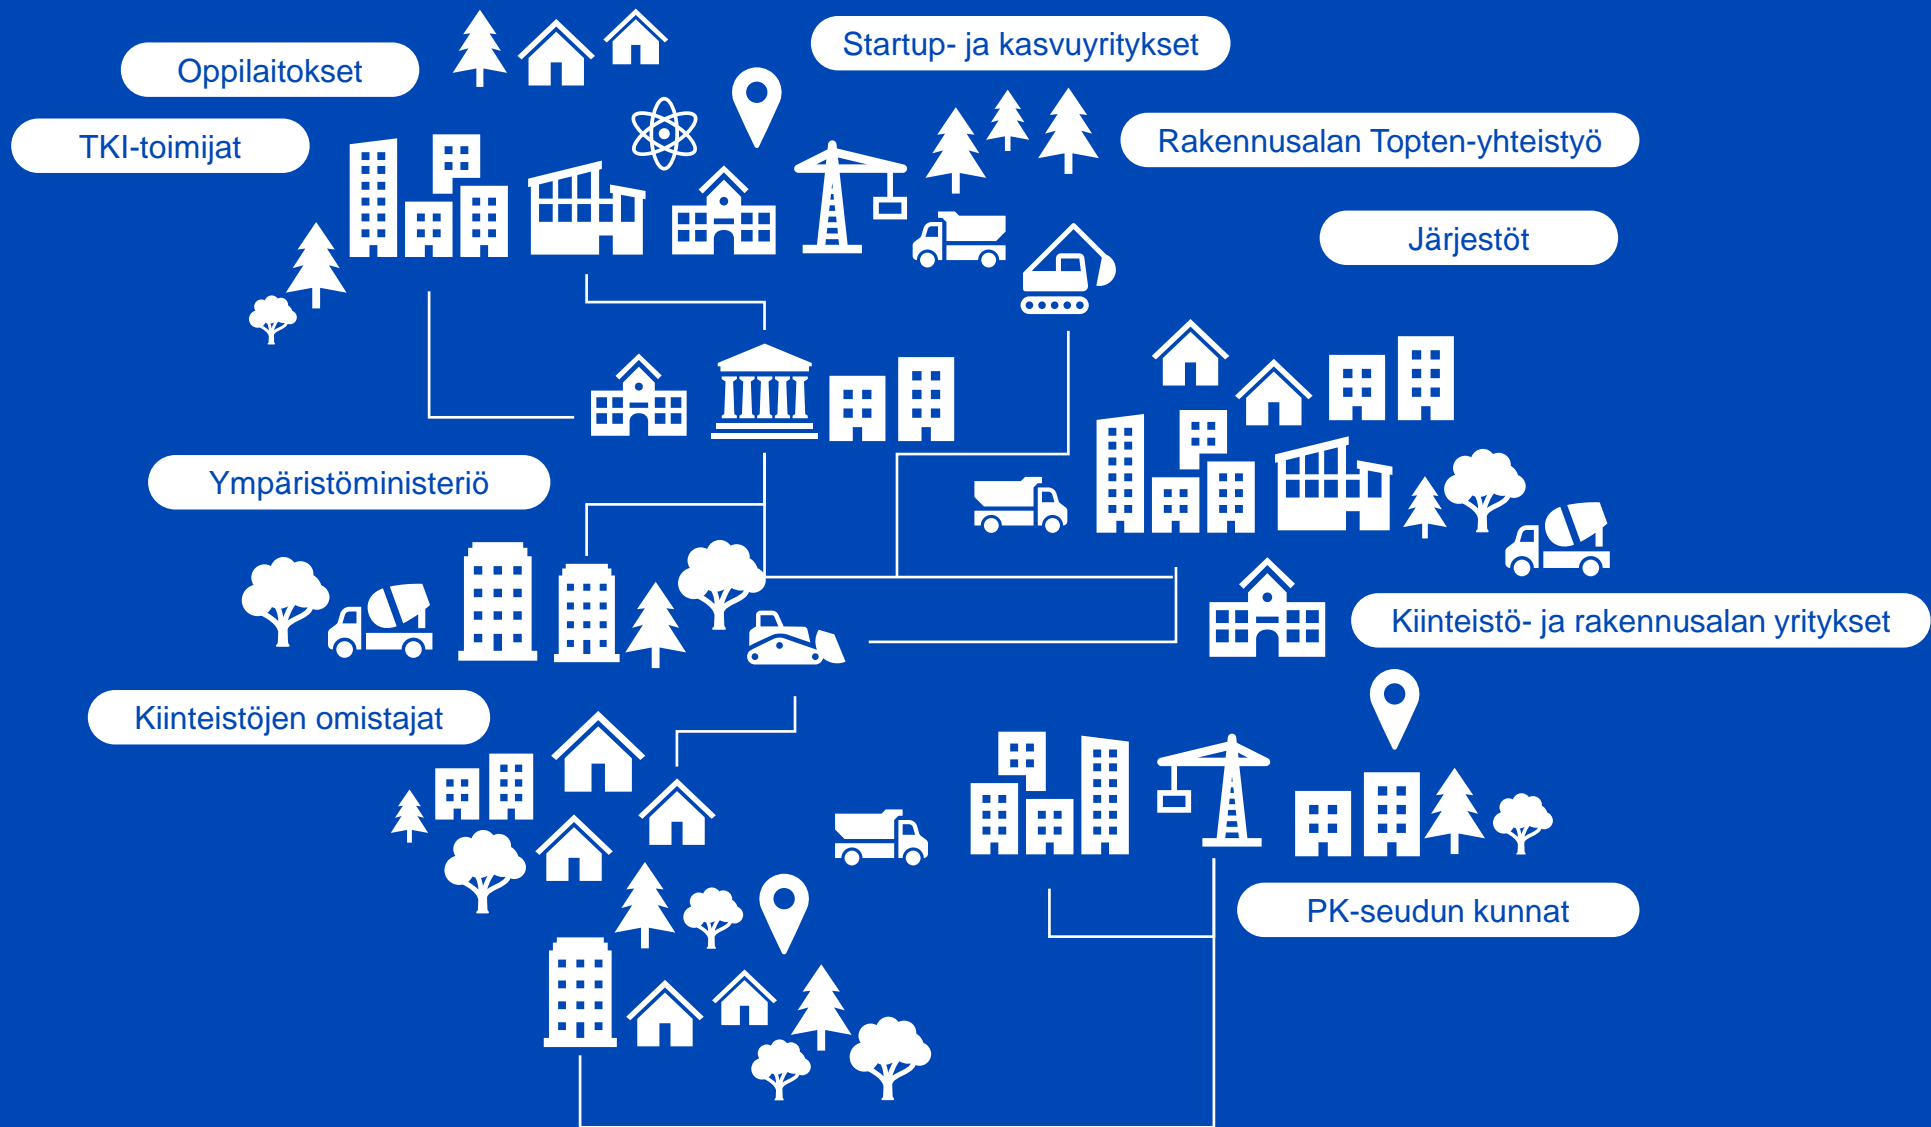 Startup- ja kasvuyritykset
Oppilaitokset
TKI-toimijat
Rakennusalan Topten-yhteistyö
Järjestöt
Ympäristöministeriö
Kiinteistö- ja rakennusalan yritykset
Kiinteistöjen omistajat
PK-seudun kunnat